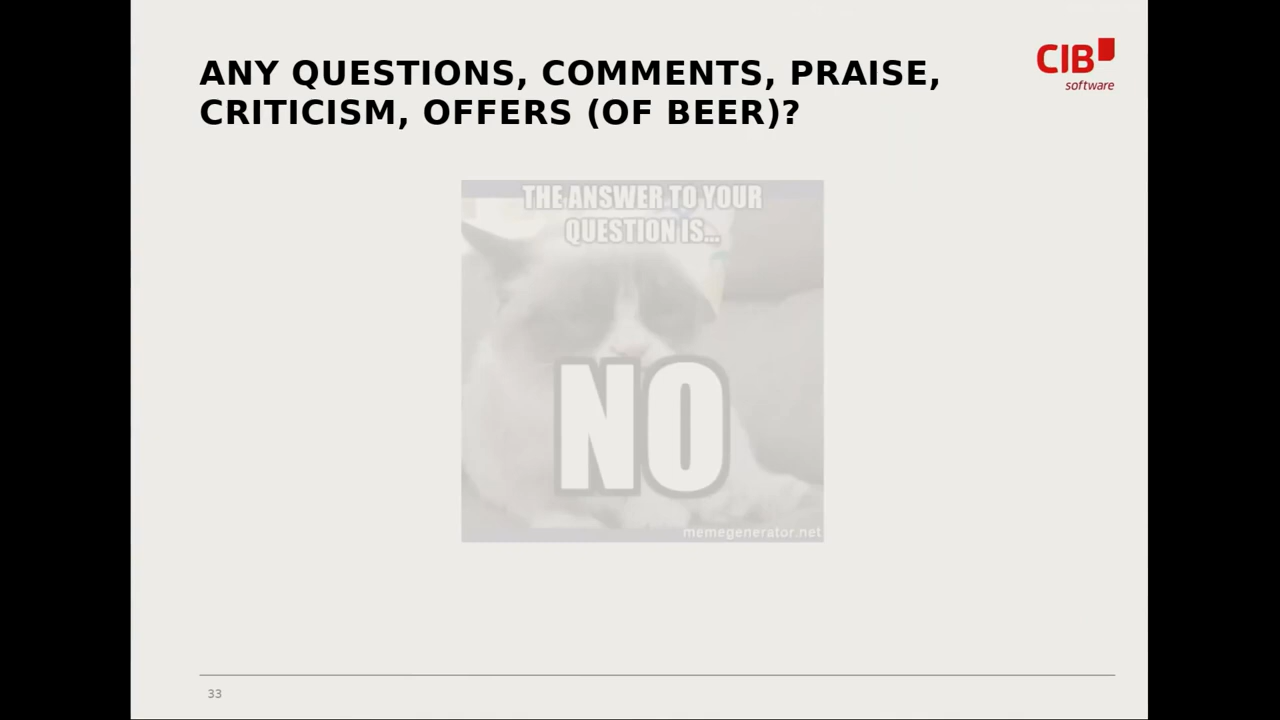 ANY QUESTIONS, COMMENTS, PRAISE,
CRITICISM, OFFERS (OF BEER)?
CIB
software
THE ANSWER TO YOUR
QUESTION IS...
NO
memegenerator.net
33